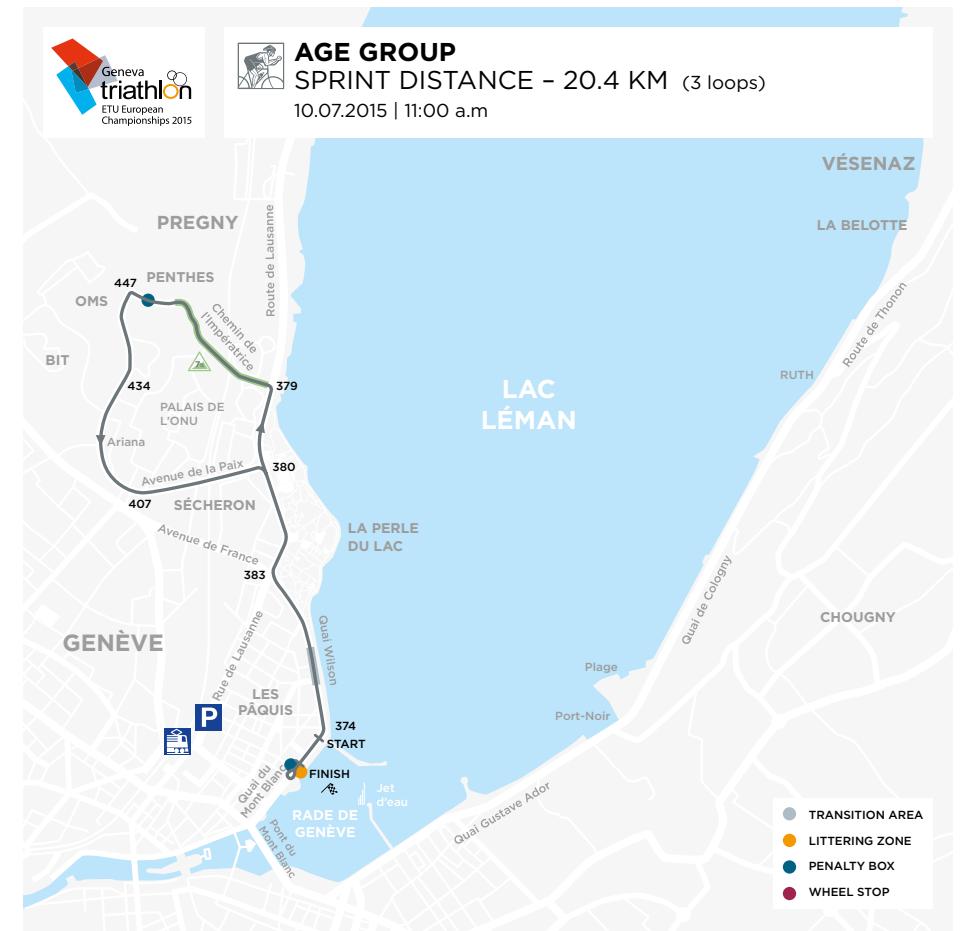 Geneva
triathlon
ETU European
Championships 2015
AGE GROUP
SPRINT DISTANCE – 20.4 KM (3 loops)
10.07.2015 | 11:00 a.m
VÉSENAZ
LA BELOTTE
PREGNY
Route de Lausanne
447
PENTHES
OMS
Chemin de
l'Impératrice
Route de Thonon
BIT
7%
434
379
RUTH
LAC
LÉMAN
PALAIS DE
L'ONU
Ariana
Avenue de la Paix
380
407
SÉCHERON
LA PERLE
DU LAC
Avenue de France
383
Quai de Cologny
CHOUGNY
GENÈVE
Rue de Lausanne
Quai Wilson
Plage
LES
PÂQUIS
P
Port-Noir
374
START
Quai du
Mont Blanc
FINISH
Jet
d'eau
RADE DE
GENÈVE
Quai Gustave Ador
Pont du
Mont Blanc
TRANSITION AREA
LITTERING ZONE
PENALTY BOX
WHEEL STOP